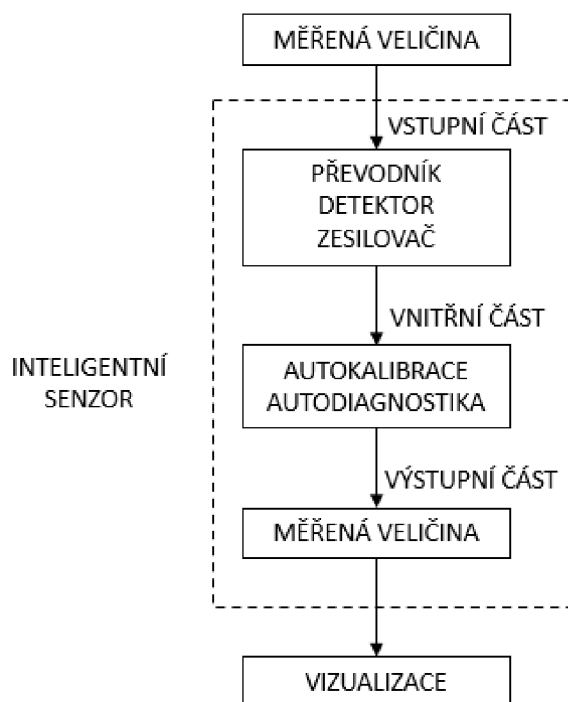 MĚŘENÁ VELIČINA
VSTUPNÍ ČÁST
PŘEVODNÍK
DETEKTOR
ZESILOVAČ
VNITŘNÍ ČÁST
INTELIGENTNÍ
SENZOR
AUTOKALIBRACE
AUTODIAGNOSTIKA
VÝSTUPNÍ ČÁST
MĚŘENÁ VELIČINA
VIZUALIZACE